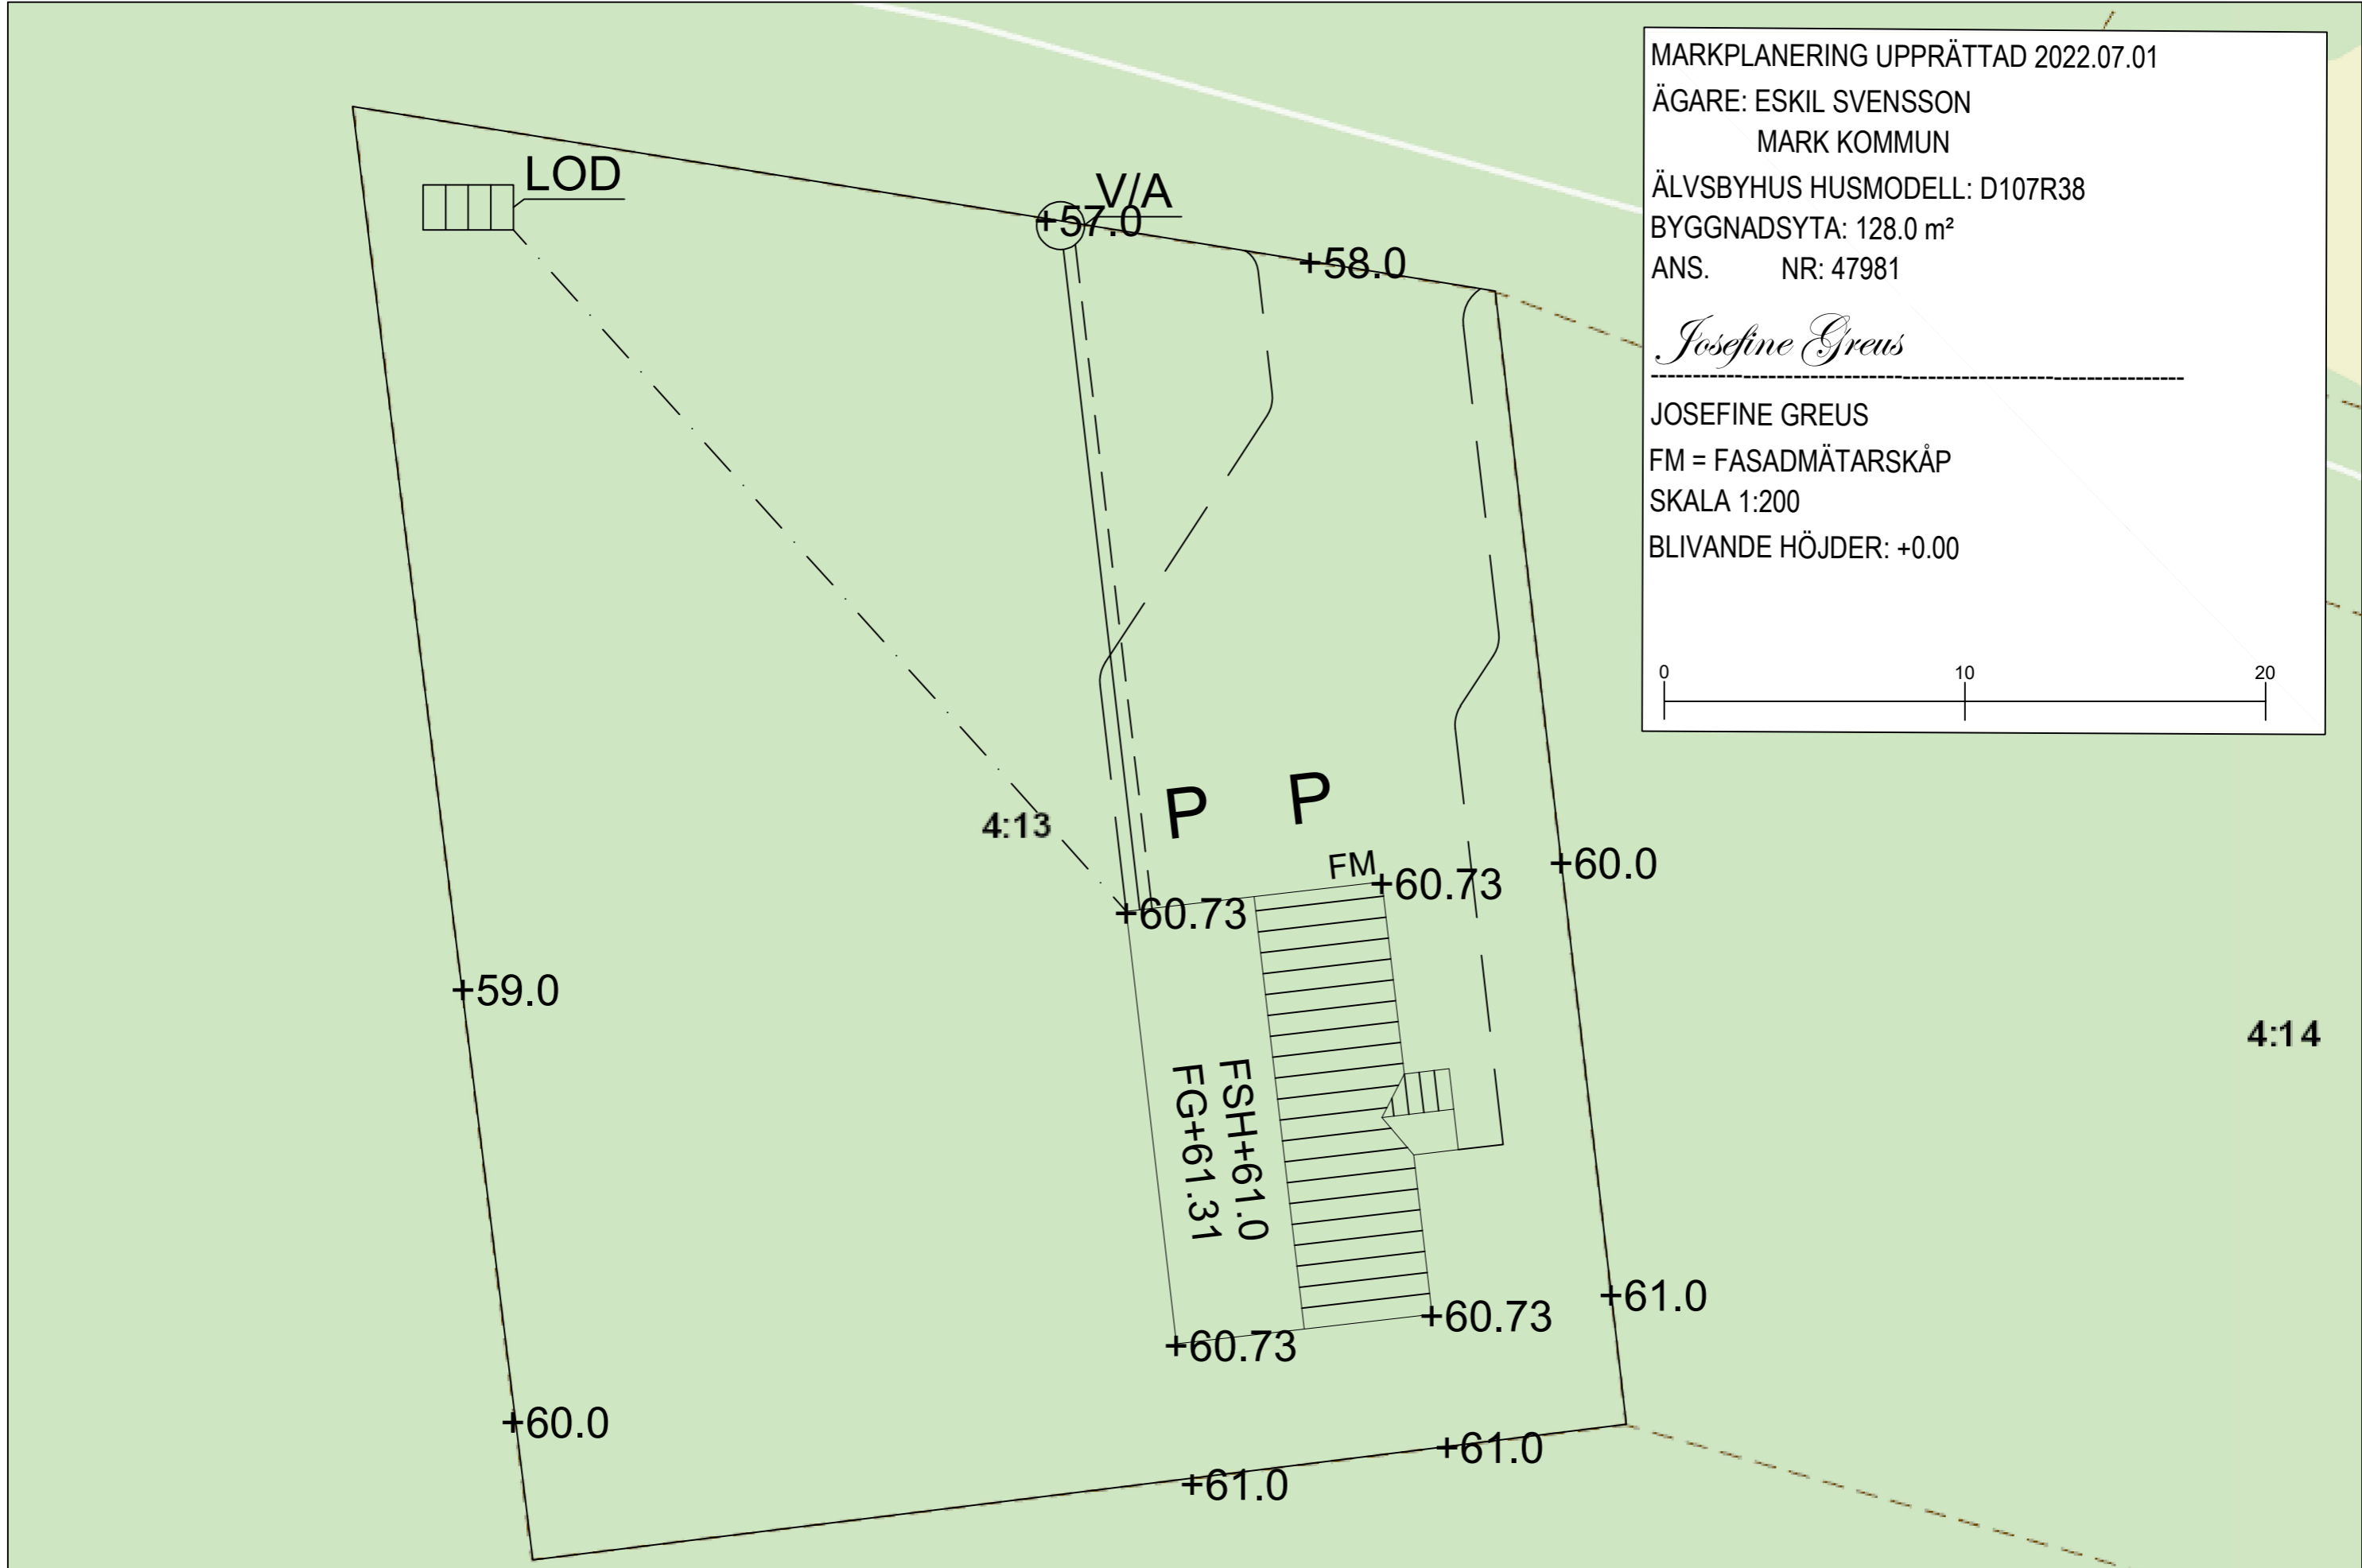 MARKPLANERING UPPRÄTTAD 2022.07.01
ÄGARE: ESKIL SVENSSON
MARK KOMMUN
ÄLVSBYHUS HUSMODELL: D107R38
BYGGNADSYTA: 128.0 m²
ANS. NR: 47981
Josefine Greus
JOSEFINE GREUS
FM = FASADMÄTARSKÅP
SKALA 1:200
BLIVANDE HÖJDER: +0.00
0 10 20
LOD
V/A
+57.0
+58.0
P P
4:13
FM
+60.73
+60.0
+60.73
+59.0
4:14
FSH+61.0
FG+61.31
+61.0
+60.73
+60.73
+60.0
+61.0
+61.0